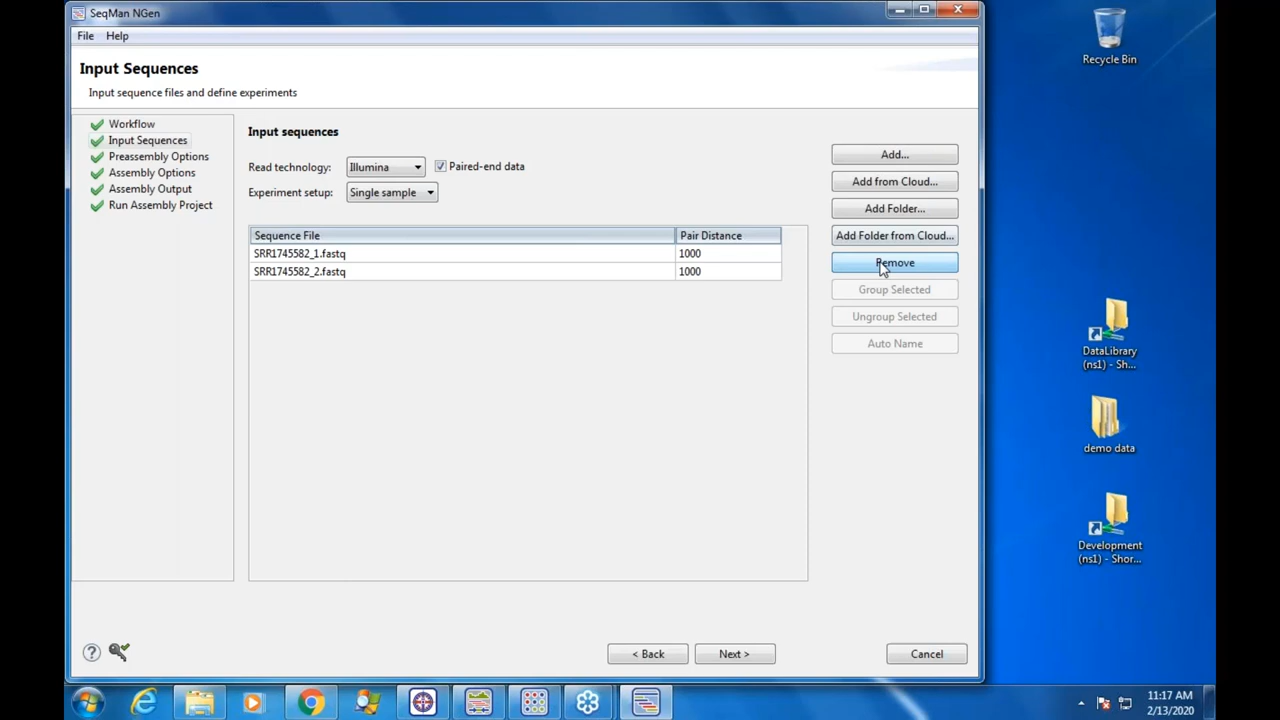 SeqMan NGen
File Help
Input Sequences
Input sequence files and define experiments
Workflow
Input Sequences
Preassembly Options
Assembly Options
Assembly Output
Run Assembly Project
Input sequences
Read technology: Illumina Paired-end data
Experiment setup: Single sample
Sequence File Pair Distance
SRR1745582_1.fastq 1000
SRR1745582_2.fastq 1000
Add...
Add from Cloud...
Add Folder...
Add Folder from Cloud...
Remove
Group Selected
Ungroup Selected
Auto Name
< Back Next > Cancel
Recycle Bin
DataLibrary
(ns1) - Sh...
demo data
Development
(ns1) - Shor...
11:17 AM
2/13/2020